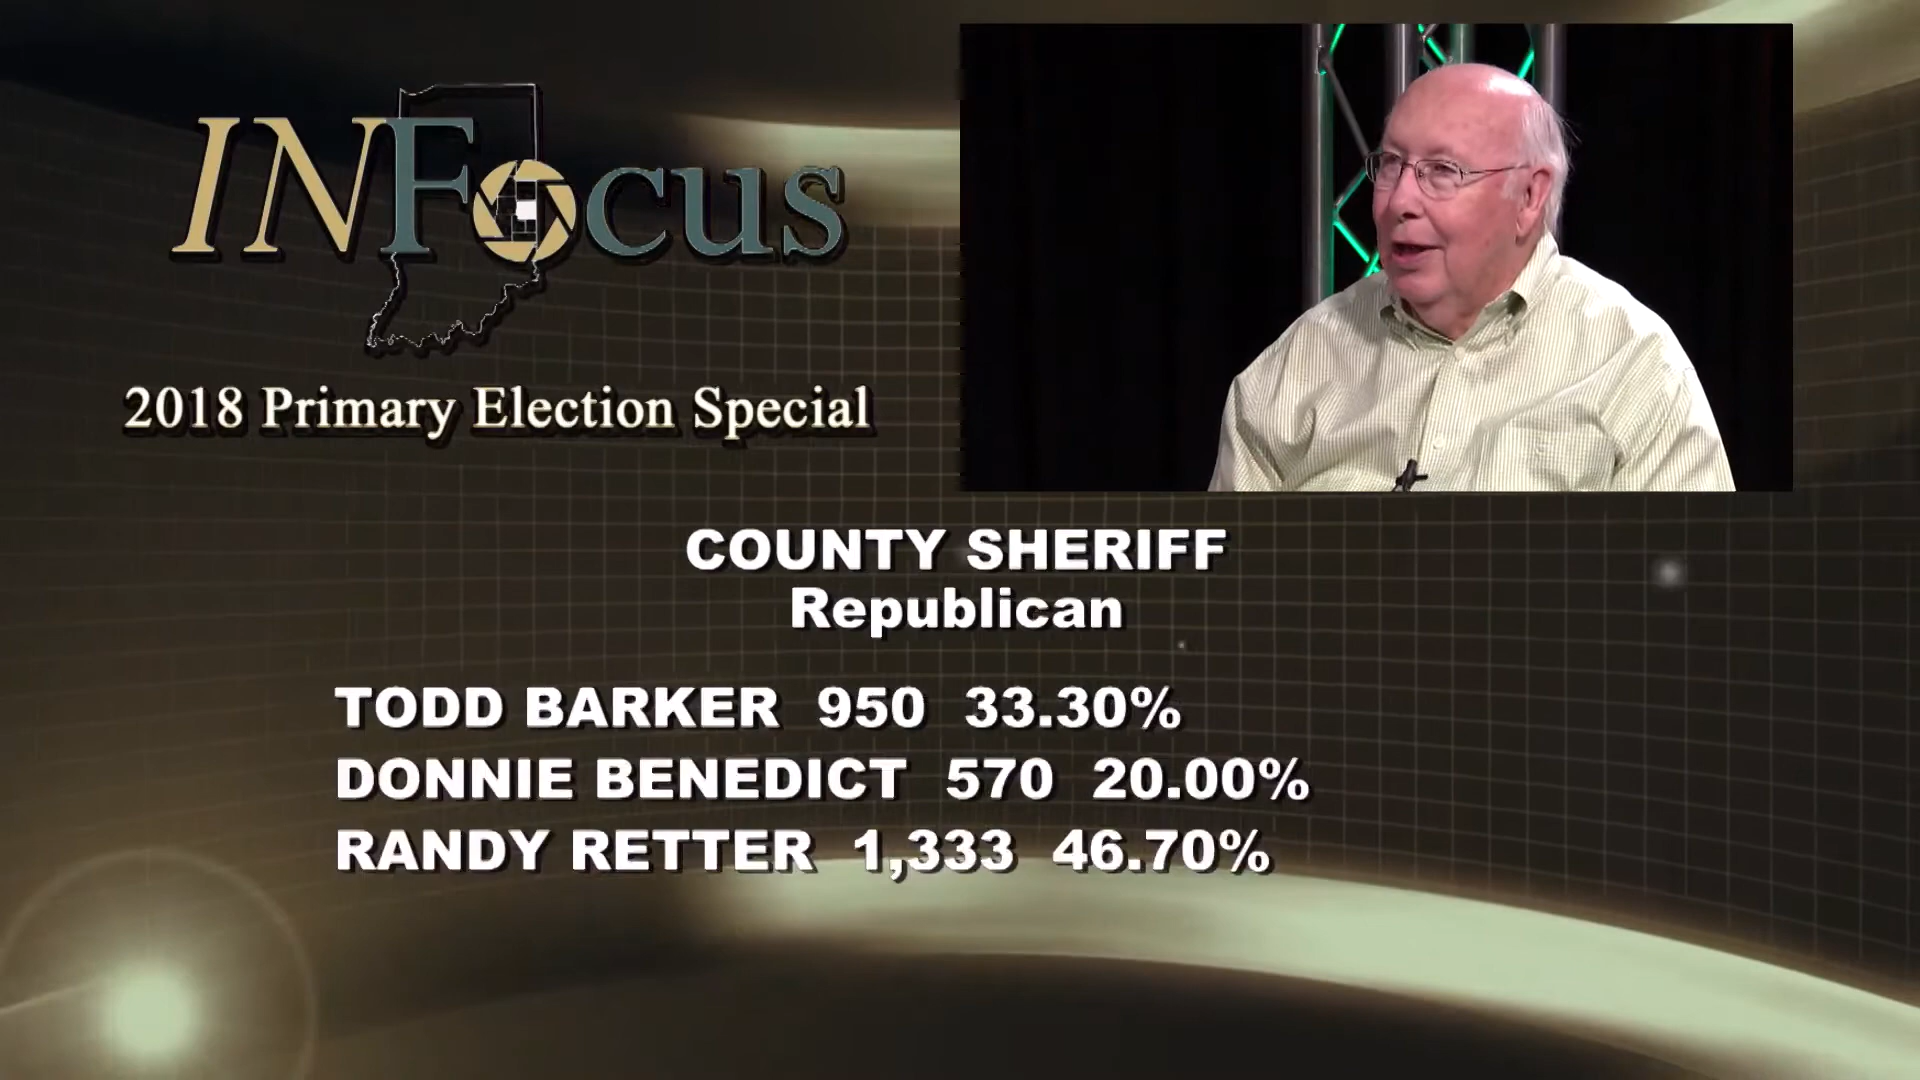 INFocus
2018 Primary Election Special
COUNTY SHERIFF
Republican
TODD BARKER 950 33.30%
DONNIE BENEDICT 570 20.00%
RANDY RETTER 1,333 46.70%